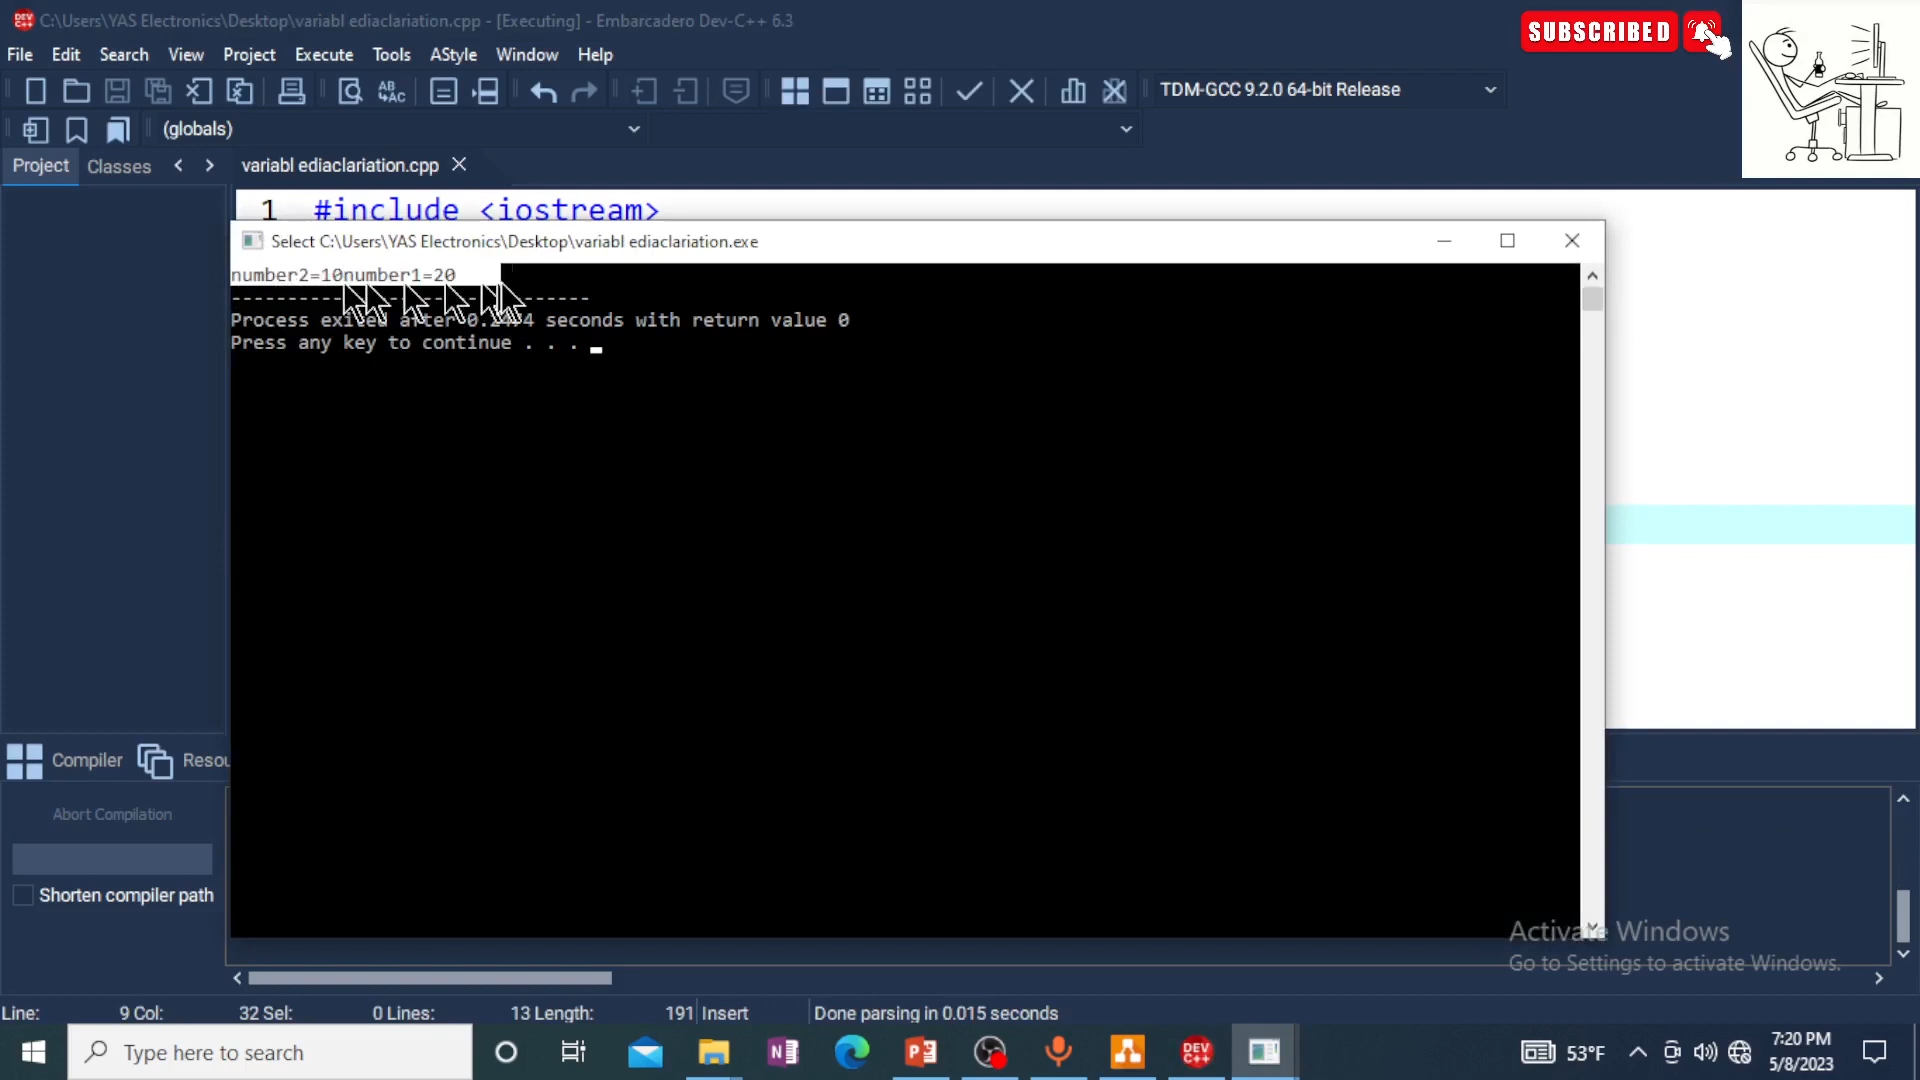 C:\Users\YAS Electronics\Desktop\variabl ediaclariation.cpp - [Executing] - Embarcadero Dev-C++ 6.3
SUBSCRIBED
File Edit Search View Project Execute Tools AStyle Window Help
TDM-GCC 9.2.0 64-bit Release
(globals)
Project Classes variabl ediaclariation.cpp
1 #include <iostream>
Select C:\Users\YAS Electronics\Desktop\variabl ediaclariation.exe
number2=10number1=20
--------------------------------
Process exited after seconds with return value 0
Press any key to continue . . .
Compiler Resou
Abort Compilation
Shorten compiler path
Activate Windows
Go to Settings to activate Windows.
Line: 9 Col: 32 Sel: 0 Lines: 13 Length: 191 Insert Done parsing in 0.015 seconds
Type here to search
53°F
7:20 PM
5/8/2023